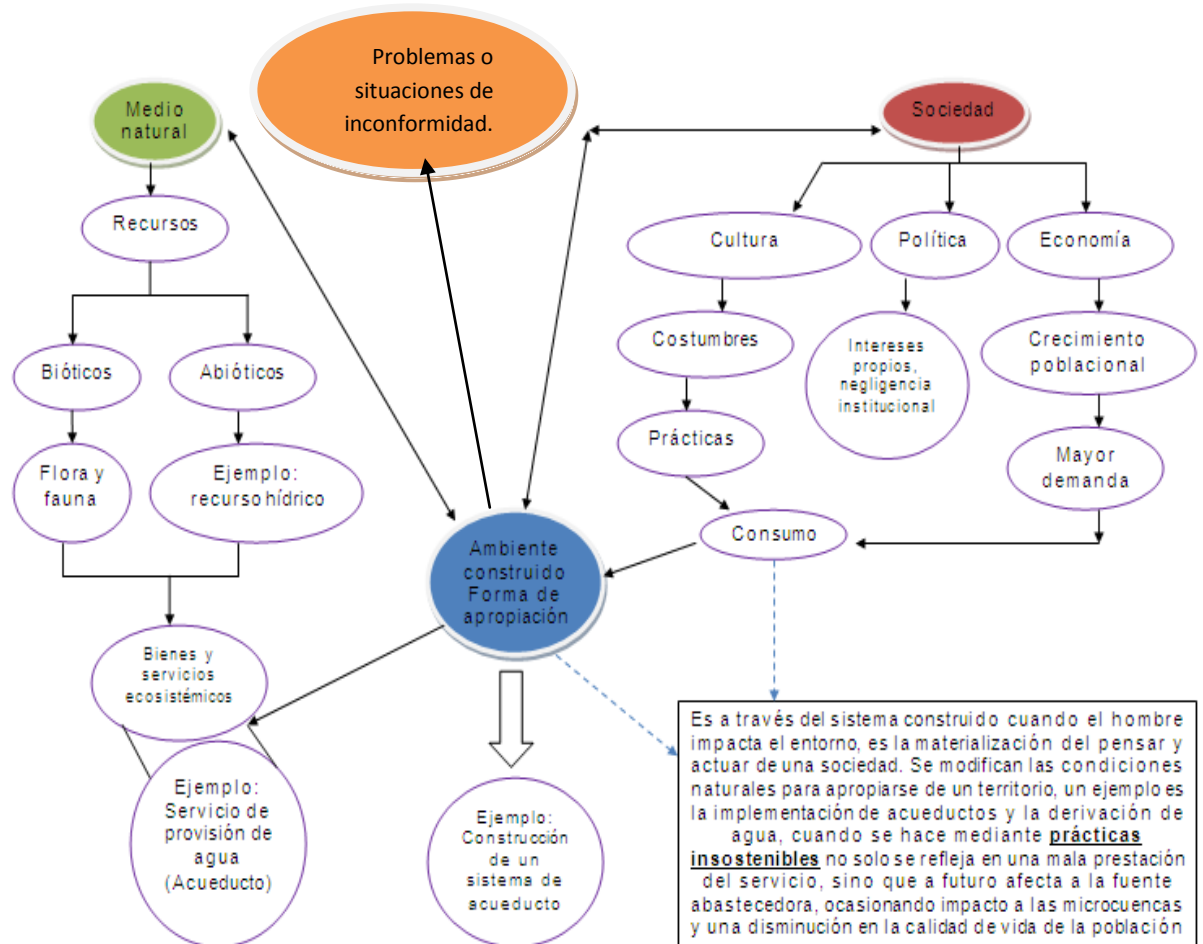 Problemas o
situaciones de
inconformidad.
Medio
natural
Sociedad
Recursos
Cultura
Política
Economía
Bióticos
Abióticos
Costumbres
Intereses
propios,
negligencia
institucional
Crecimiento
poblacional
Flora y
fauna
Ejemplo:
recurso hídrico
Prácticas
Mayor
demanda
Consumo
Ambiente
construido
Forma de
apropiación
Bienes y
servicios
ecosistémicos
Ejemplo:
Servicio de
provisión de
agua
(Acueducto)
Ejemplo:
Construcción
de un
sistema de
acueducto
Es a través del sistema construido cuando el hombre
impacta el entorno, es la materialización del pensar y
actuar de una sociedad. Se modifican las condiciones
naturales para apropiarse de un territorio, un ejemplo es
la implementación de acueductos y la derivación de
agua, cuando se hace mediante prácticas
insostenibles no solo se refleja en una mala prestación
del servicio, sino que a futuro afecta a la fuente
abastecedora, ocasionando impacto a las microcuencas
y una disminución en la calidad de vida de la población